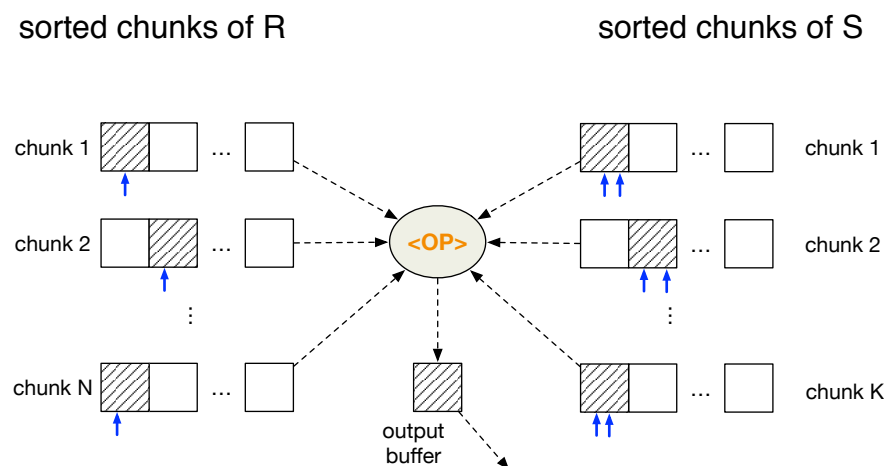 sorted chunks of R
sorted chunks of S
chunk 1
...
...
chunk 1
<OP>
chunk 2
...
...
chunk 2
...
...
chunk N
...
...
chunk K
output
buffer